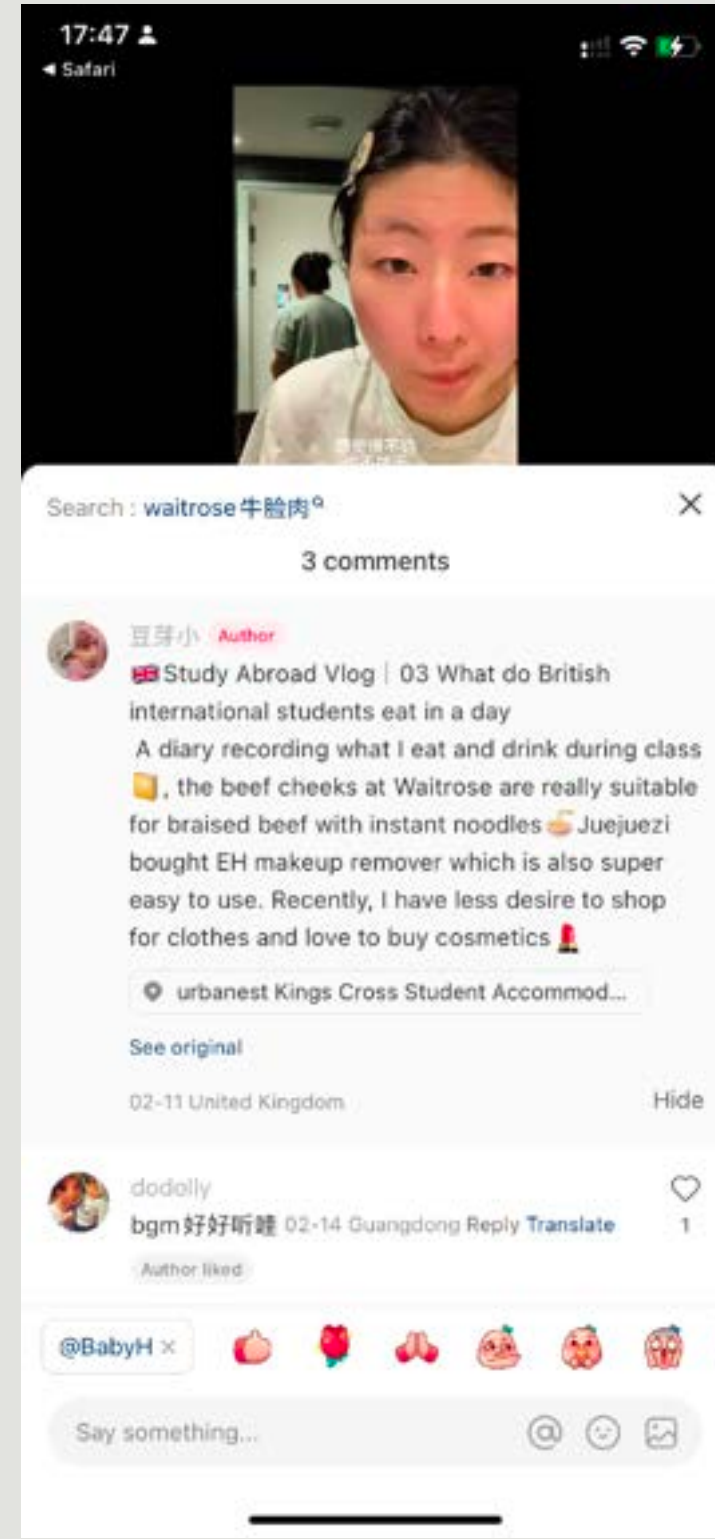 17:47
◀ Safari
Search : waitrose牛脸肉
3 comments
豆芽小 Author
🇬🇧Study Abroad Vlog｜03 What do British
international students eat in a day
A diary recording what I eat and drink during class
, the beef cheeks at Waitrose are really suitable
for braised beef with instant noodles🍜Juejuezi
bought EH makeup remover which is also super
easy to use. Recently, I have less desire to shop
for clothes and love to buy cosmetics💄
urbanest Kings Cross Student Accommod...
See original
02-11 United Kingdom Hide
dodolly
bgm好好听哇 02-14 Guangdong Reply Translate 1
Author liked
@BabyH ×
Say something...